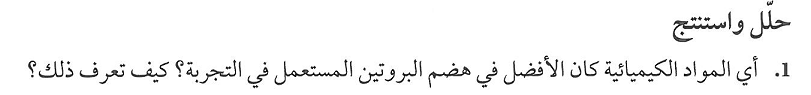 حلّل واستنتج
1. أي المواد الكيميائية كان الأفضل في هضم البروتين المستعمل في التجربة؟ كيف تعرف ذلك؟